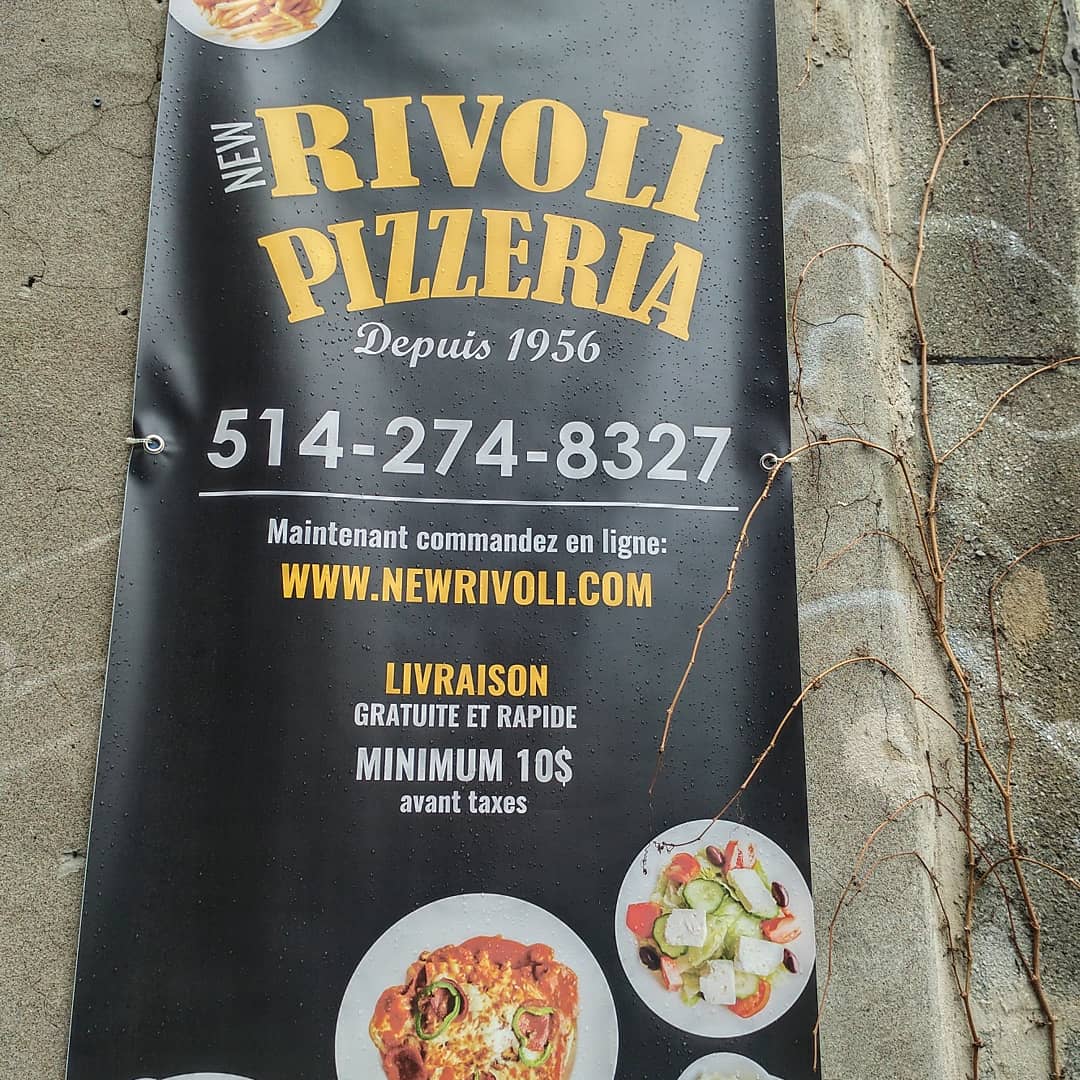 NEW
RIVOLI
PIZZERIA
Depuis 1956
514-274-8327
Maintenant commandez en ligne:
WWW.NEWRIVOLI.COM
LIVRAISON
GRATUITE ET RAPIDE
MINIMUM 10$
avant taxes